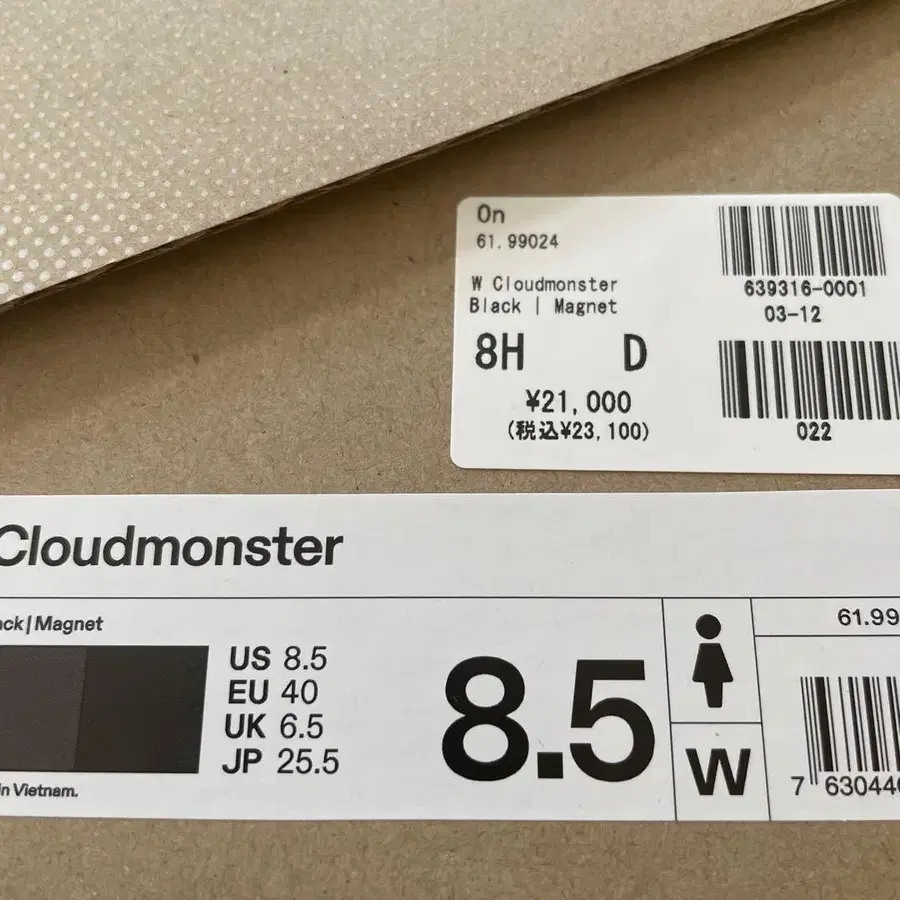 On
61.99024
W Cloudmonster
Black | Magnet
8H D
¥21,000
(税込¥23,100)
639316-0001
03-12
022
Cloudmonster
ck | Magnet
US 8.5
EU 40
UK 6.5
JP 25.5
in Vietnam.
8.5
W
61.99
7 63044